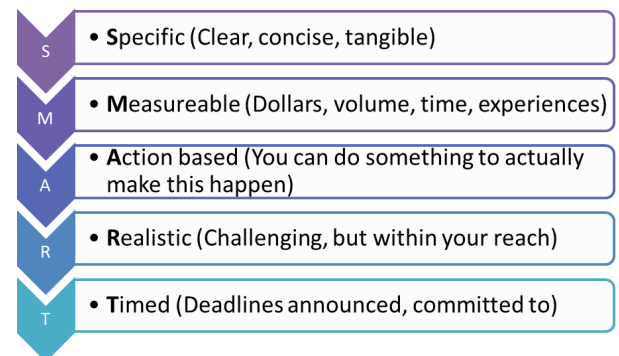 S
• Specific (Clear, concise, tangible)
M
• Measureable (Dollars, volume, time, experiences)
A
• Action based (You can do something to actually
make this happen)
R
• Realistic (Challenging, but within your reach)
T
• Timed (Deadlines announced, committed to)